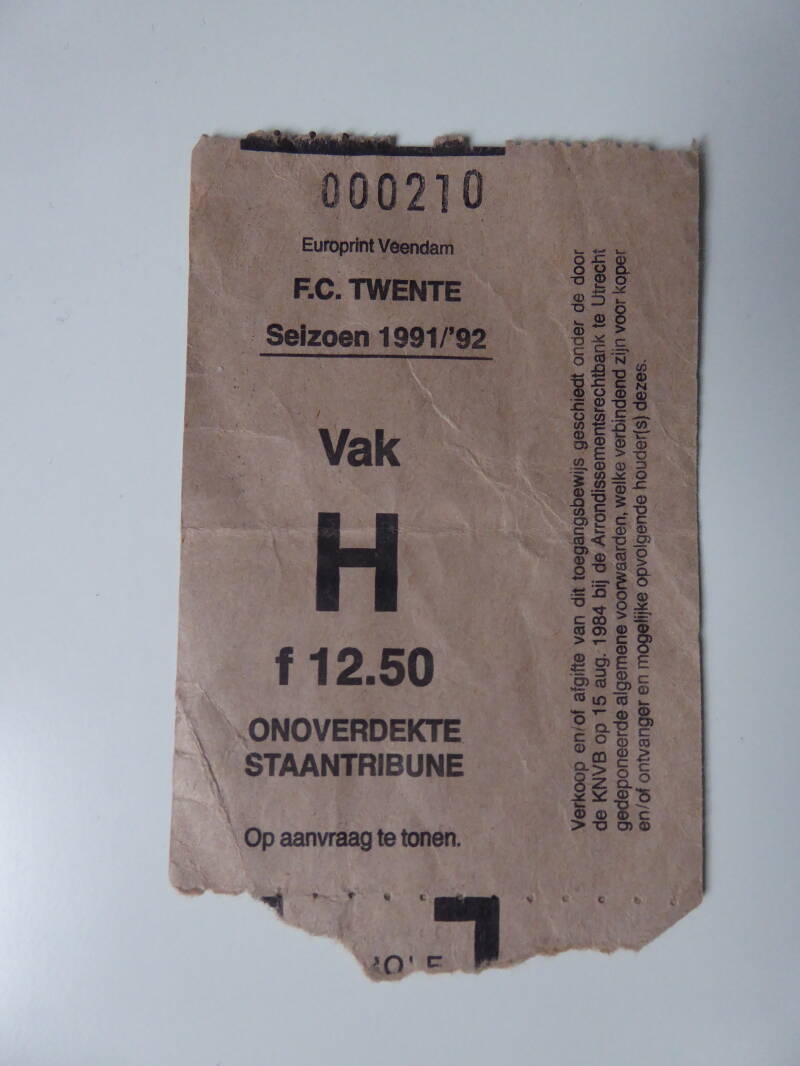 000210
Europrint Veendam
F.C. TWENTE
Seizoen 1991/'92
Vak
H
f 12.50
ONOVERDEKTE
STAANTRIBUNE
Op aanvraag te tonen.
Verkoop en/of afgifte van dit toegangsbewijs geschiedt onder de door
de KNVB op 15 aug. 1984 bij de Arrondissementsrechtbank te Utrecht
gedeponeerde algemene voorwaarden, welke verbindend zijn voor koper
en/of ontvanger en mogelijke opvolgende houder(s) dezes.